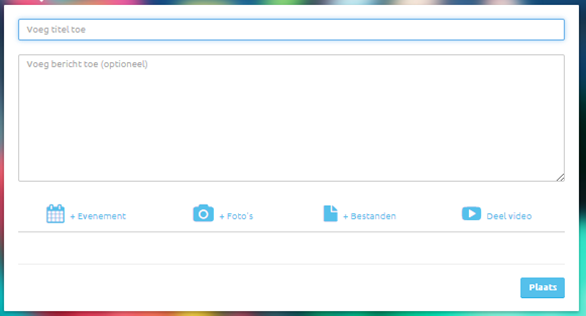 Voeg titel toe
Voeg bericht toe (optioneel)
+ Evenement + Foto's + Bestanden Deel video
Plaats